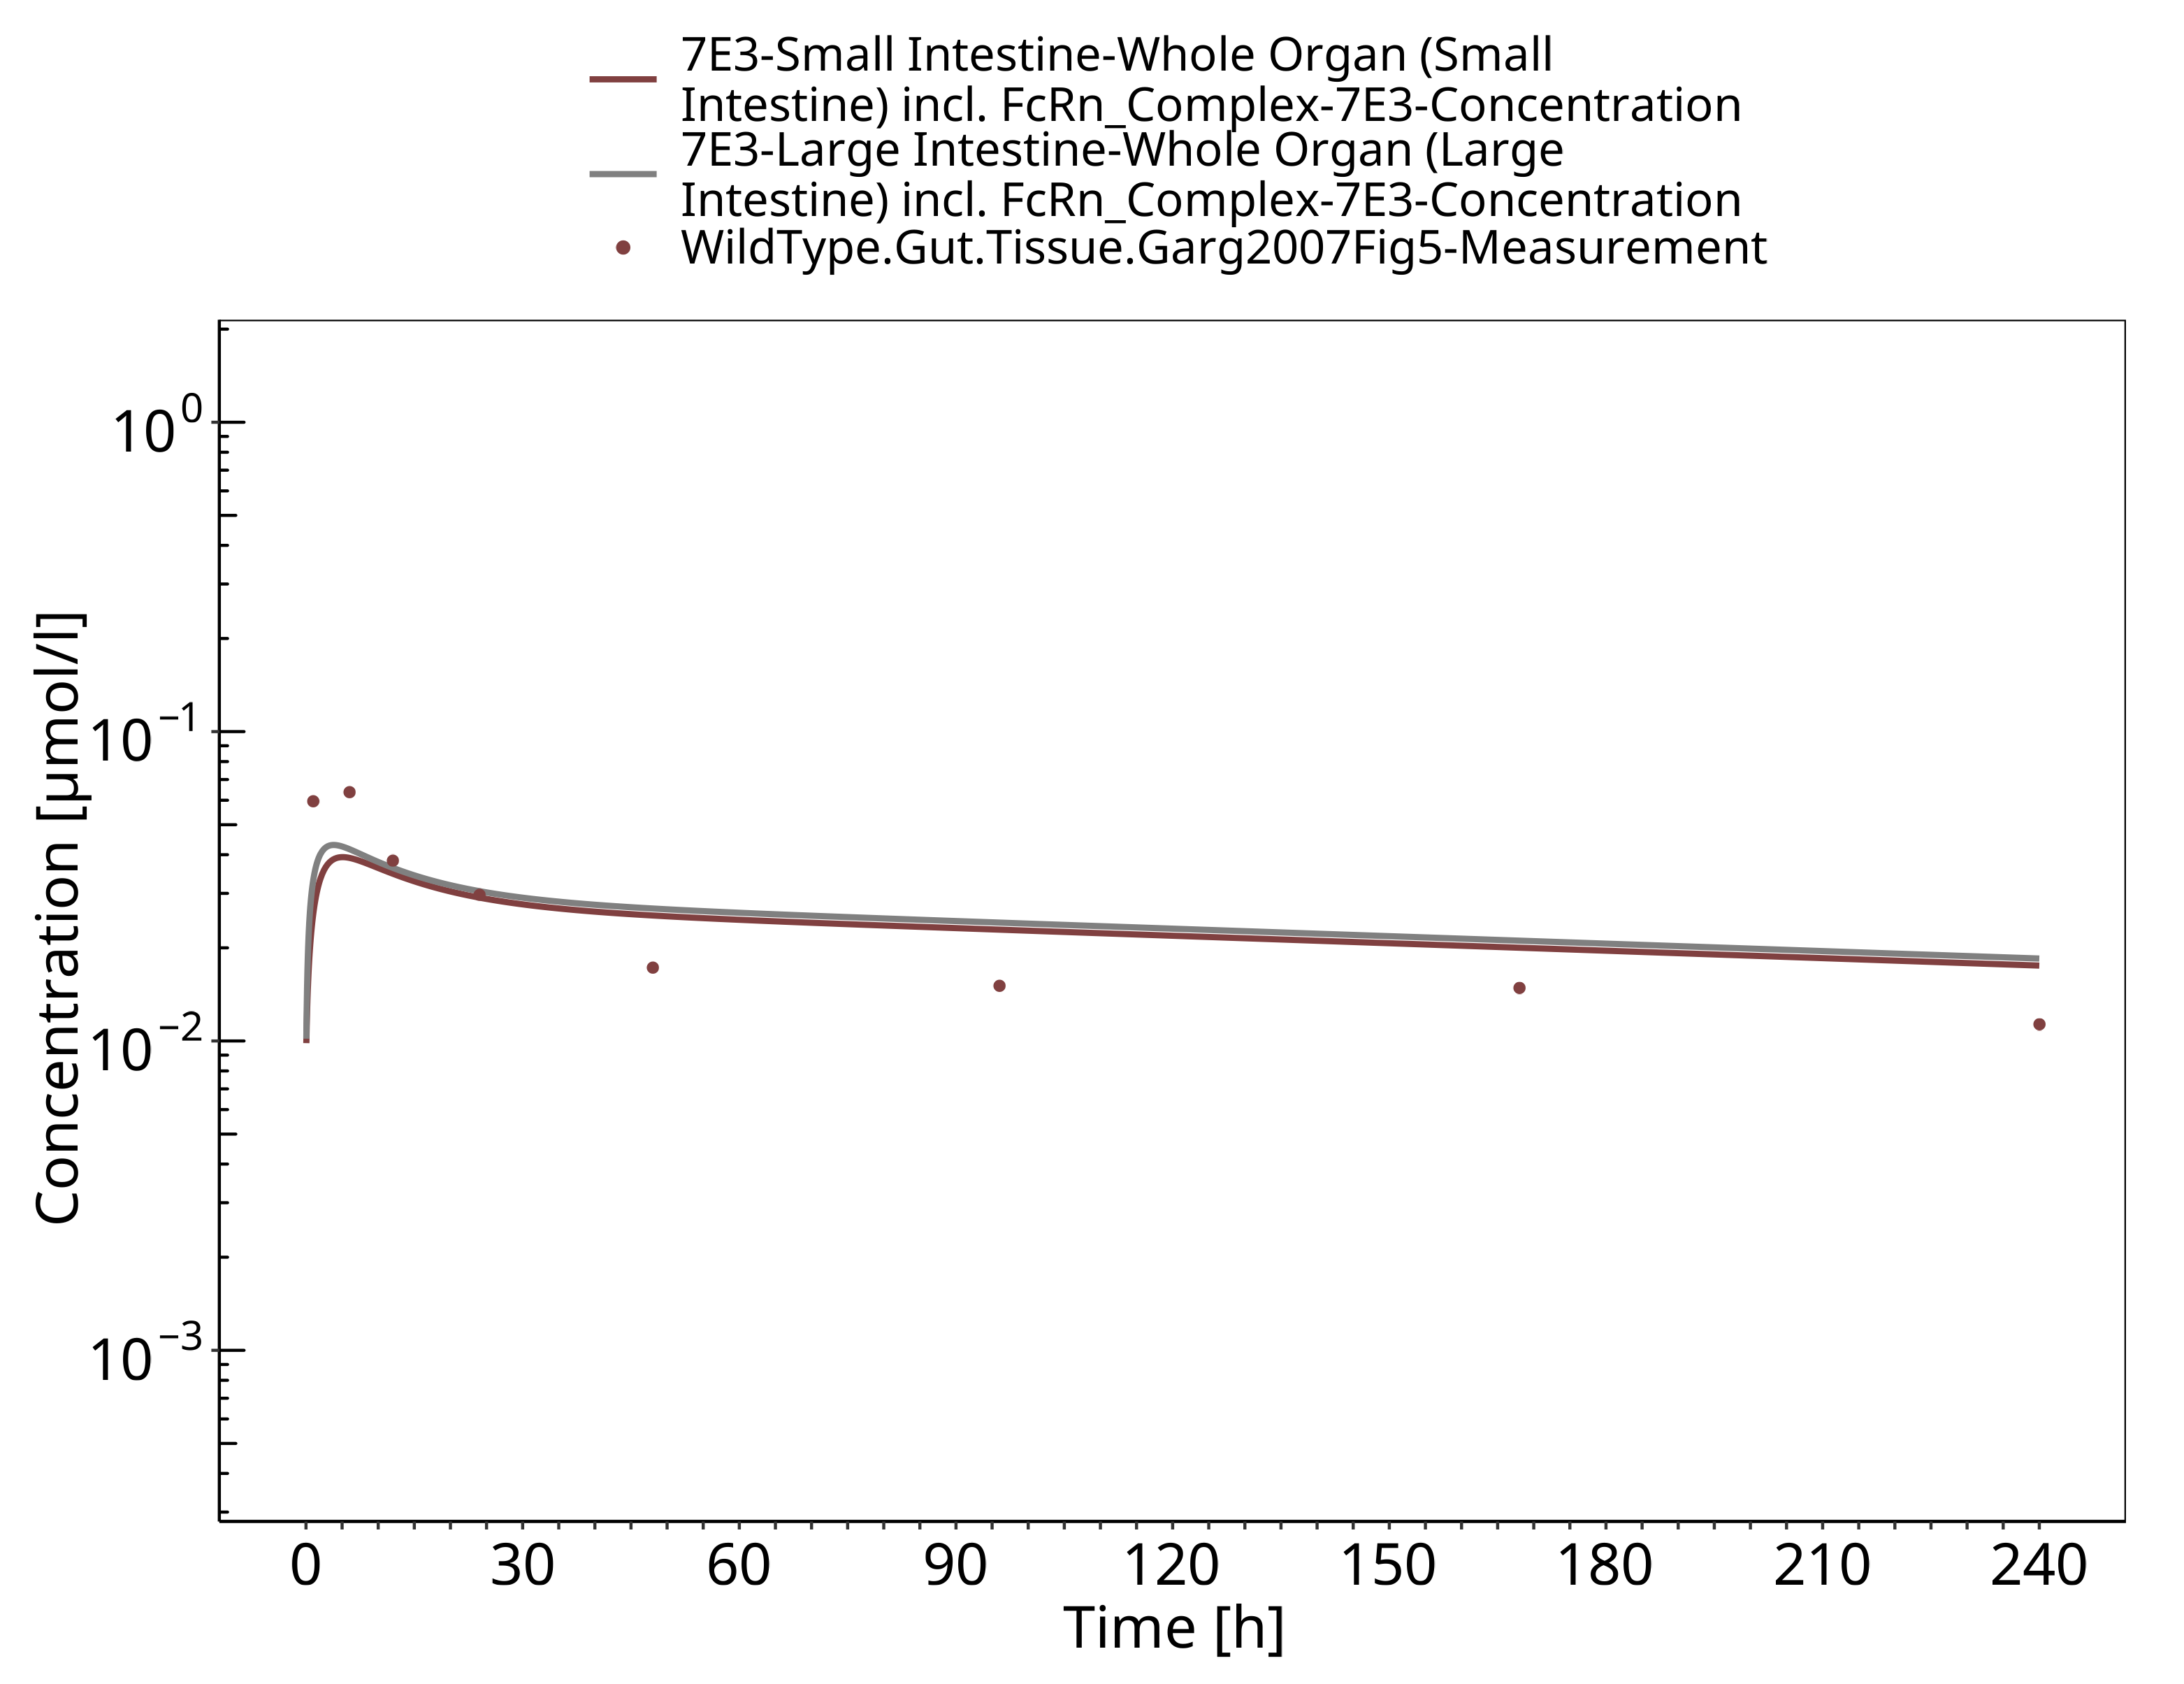 7E3-Small Intestine-Whole Organ (Small
Intestine) incl. FcRn_Complex-7E3-Concentration
7E3-Large Intestine-Whole Organ (Large
Intestine) incl. FcRn_Complex-7E3-Concentration
WildType.Gut.Tissue.Garg2007Fig5-Measurement
Concentration [µmol/l]
10⁰
10⁻¹
10⁻²
10⁻³
0 30 60 90 120 150 180 210 240
Time [h]